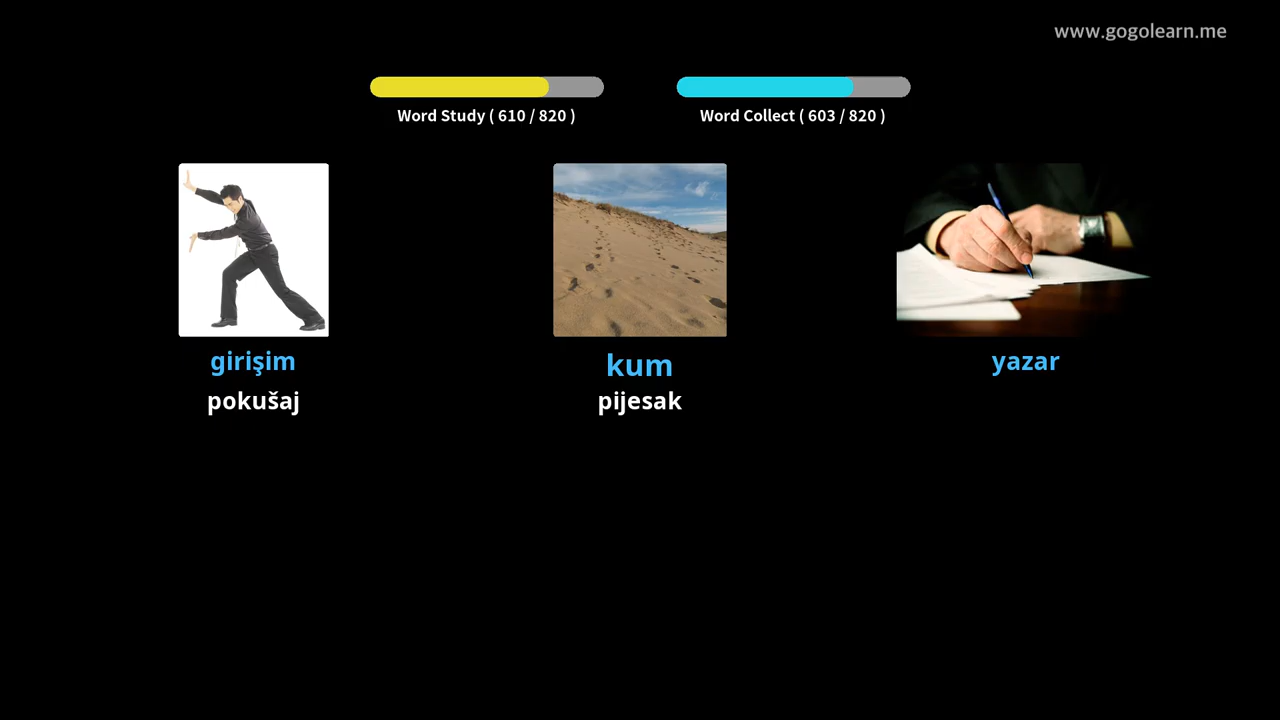 www.gogolearn.me
Word Study ( 610 / 820 )
Word Collect ( 603 / 820 )
girişim
kum
yazar
pokušaj
pijesak